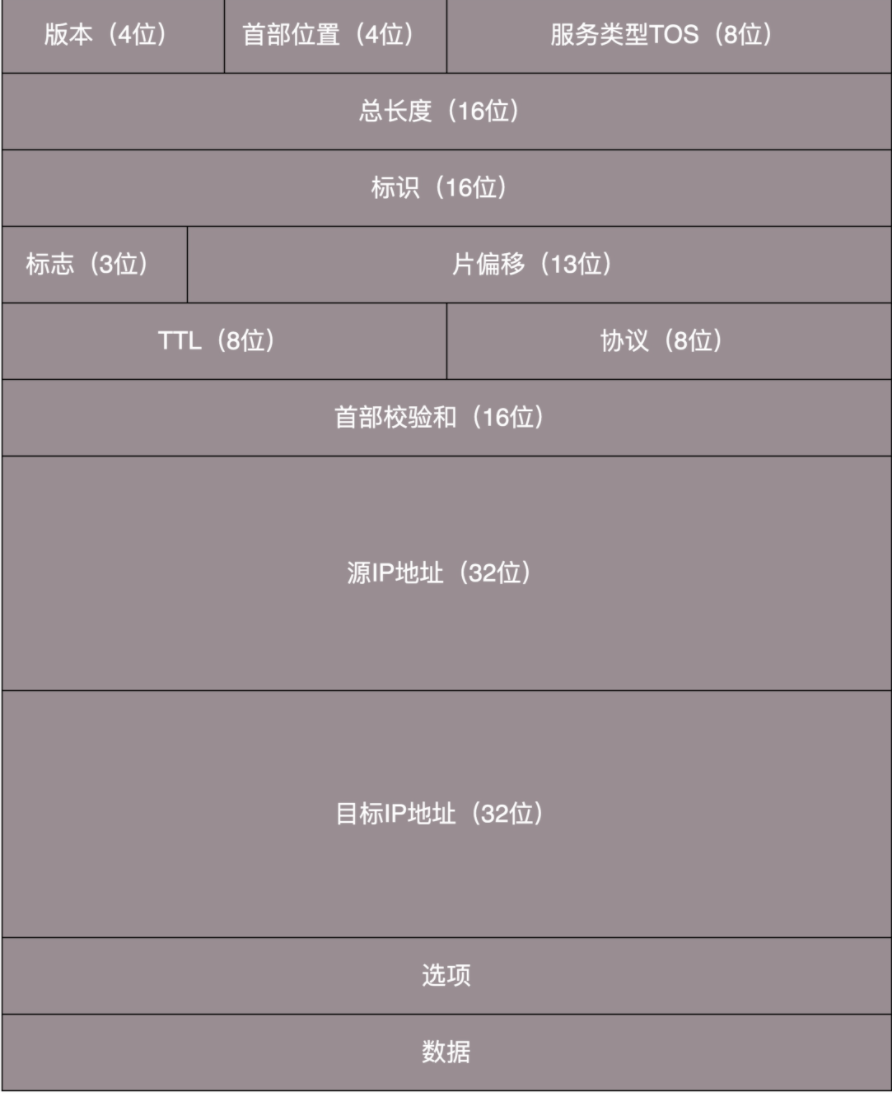 版本（4位）
首部位置（4位）
服务类型TOS（8位）
总长度（16位）
标识（16位）
标志（3位）
片偏移（13位）
TTL（8位）
协议（8位）
首部校验和（16位）
源IP地址（32位）
目标IP地址（32位）
选项
数据